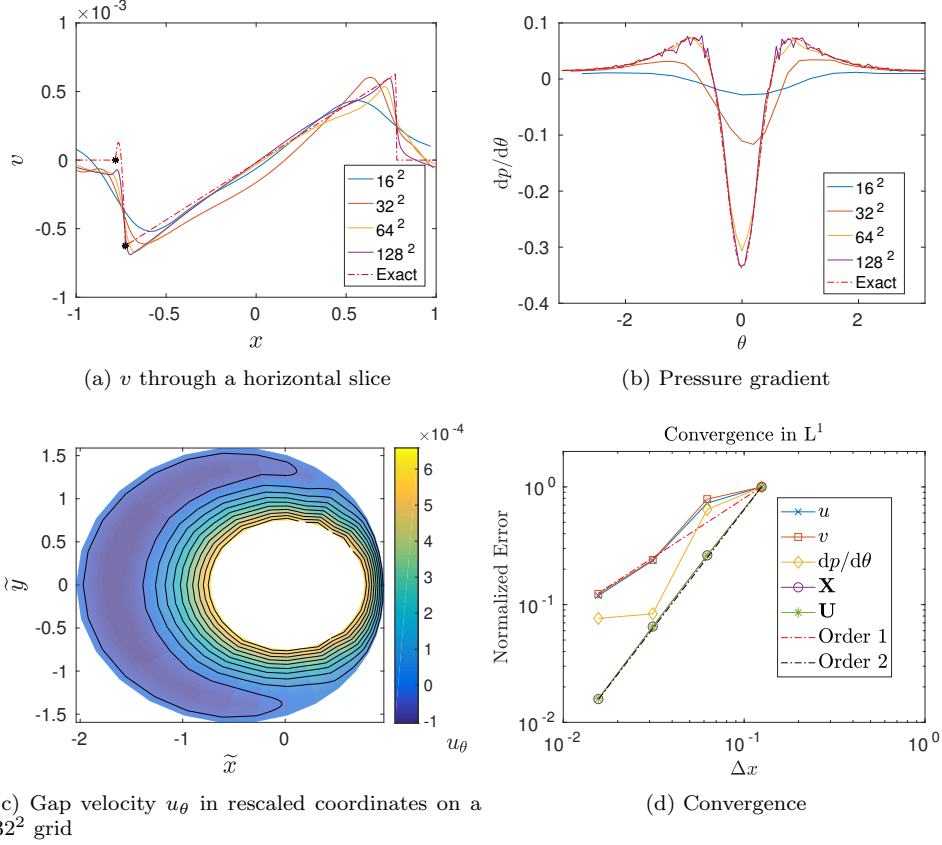 ×10⁻³
1
0.5
0
-0.5
-1
v
-1
-0.5
0
0.5
1
x
16²
32²
64²
128²
Exact
(a) v through a horizontal slice
0.1
0
-0.1
-0.2
-0.3
-0.4
dp/dθ
-2
0
2
θ
16²
32²
64²
128²
Exact
(b) Pressure gradient
1.5
1
0.5
0
-0.5
-1
-1.5
ỹ
-2
-1
0
x̃
×10⁻⁴
6
5
4
3
2
1
0
-1
u_θ
c) Gap velocity u_θ in rescaled coordinates on a
32² grid
Convergence in L¹
10⁰
10⁻¹
10⁻²
Normalized Error
10⁻²
10⁻¹
10⁰
Δx
u
v
dp/dθ
X
U
Order 1
Order 2
(d) Convergence